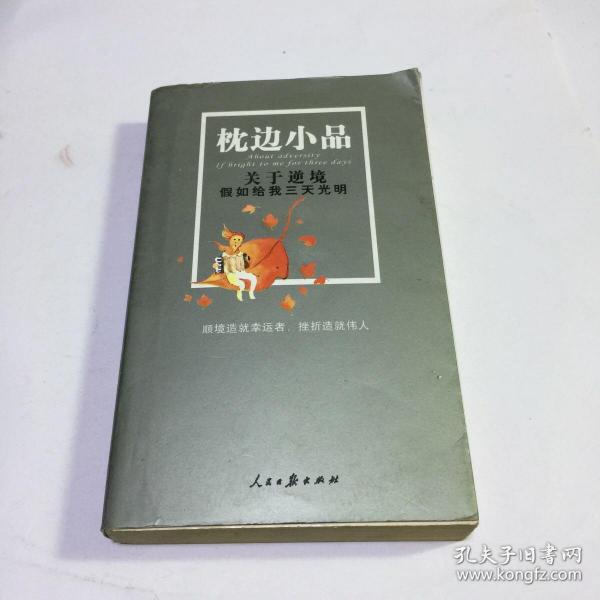 枕边小品
About adversity
If bright to me for three days
关于逆境
假如给我三天光明
顺境造就幸运者，挫折造就伟人
人民日报出版社
孔夫子旧书网
www.kongfz.com